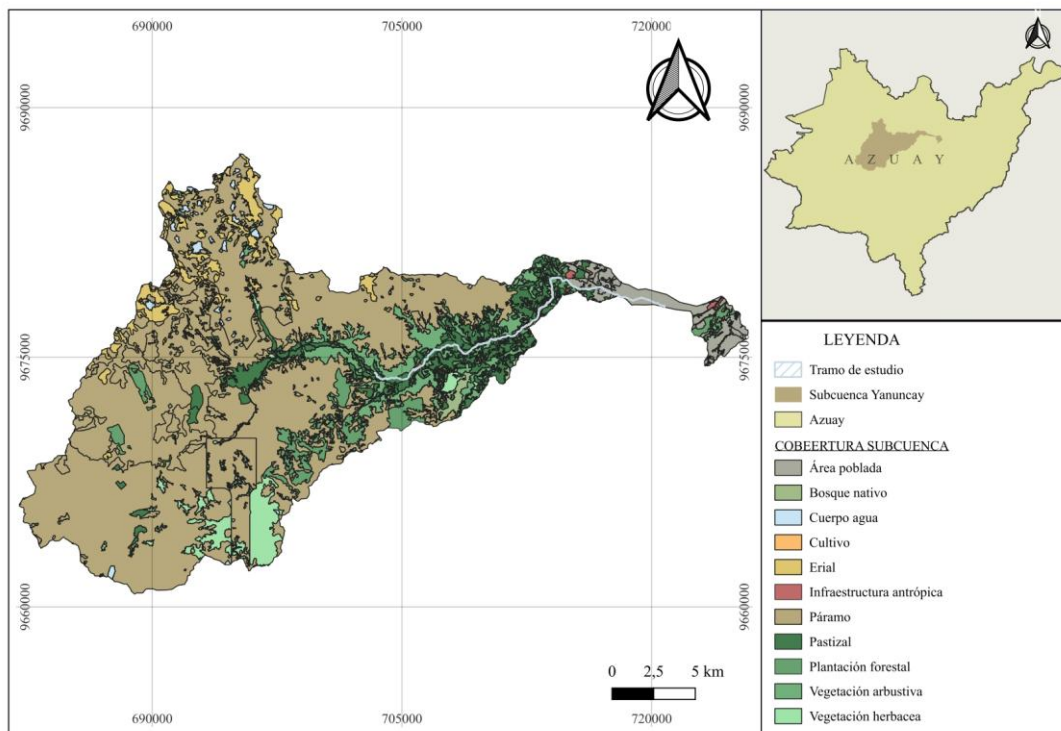 690000
705000
720000
9690000
9690000
9675000
9675000
9660000
9660000
690000
705000
720000
0
2,5
5 km
A Z U A Y
LEYENDA
Tramo de estudio
Subcuenca Yanuncay
Azuay
COBEERTURA SUBCUENCA
Área poblada
Bosque nativo
Cuerpo agua
Cultivo
Erial
Infraestructura antrópica
Páramo
Pastizal
Plantación forestal
Vegetación arbustiva
Vegetación herbacea